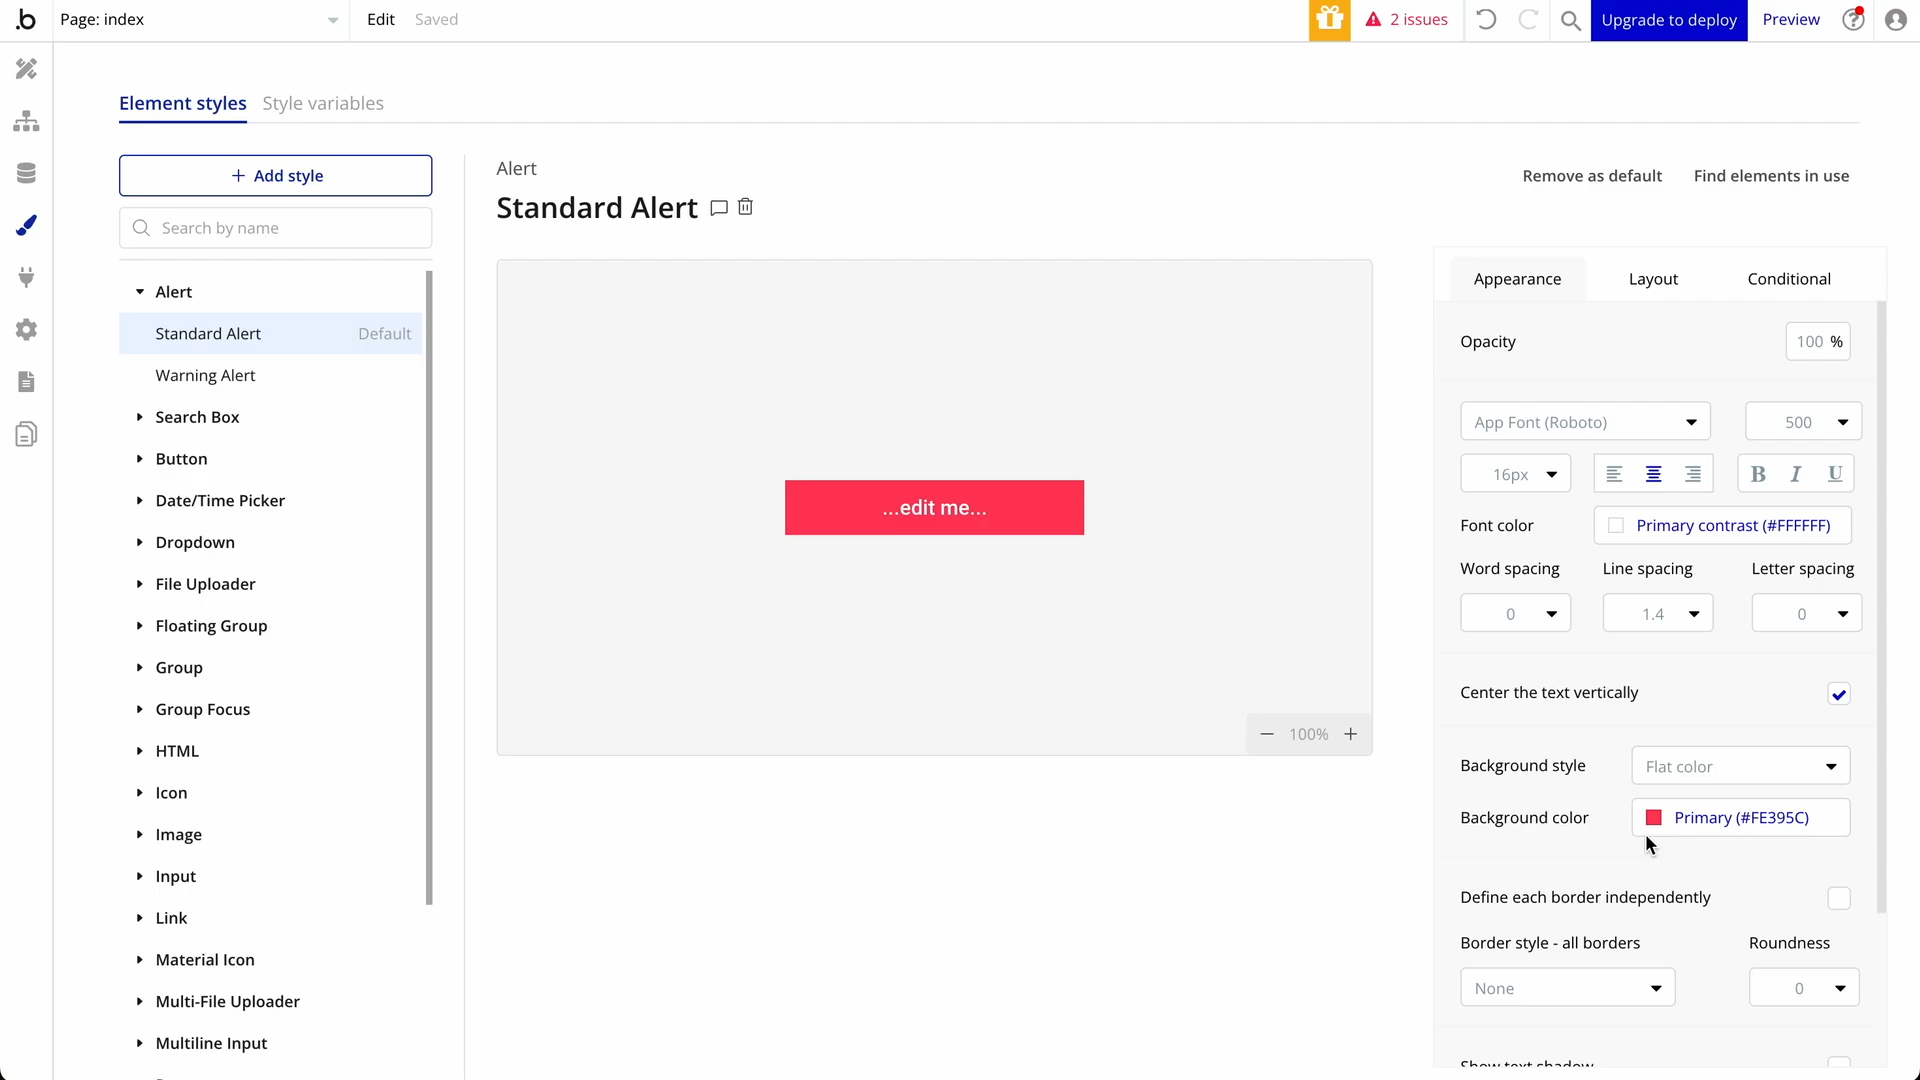 .b Page: index Edit Saved 2 issues Upgrade to deploy Preview
Element styles Style variables
+ Add style
Search by name
Alert
Standard Alert Default
Warning Alert
Search Box
Button
Date/Time Picker
Dropdown
File Uploader
Floating Group
Group
Group Focus
HTML
Icon
Image
Input
Link
Material Icon
Multi-File Uploader
Multiline Input
Alert
Standard Alert
Remove as default Find elements in use
...edit me...
100%
Appearance Layout Conditional
Opacity 100 %
App Font (Roboto) 500
16px B I U
Font color Primary contrast (#FFFFFF)
Word spacing Line spacing Letter spacing
0 1.4 0
Center the text vertically
Background style Flat color
Background color Primary (#FE395C)
Define each border independently
Border style - all borders Roundness
None 0
Show text shadow